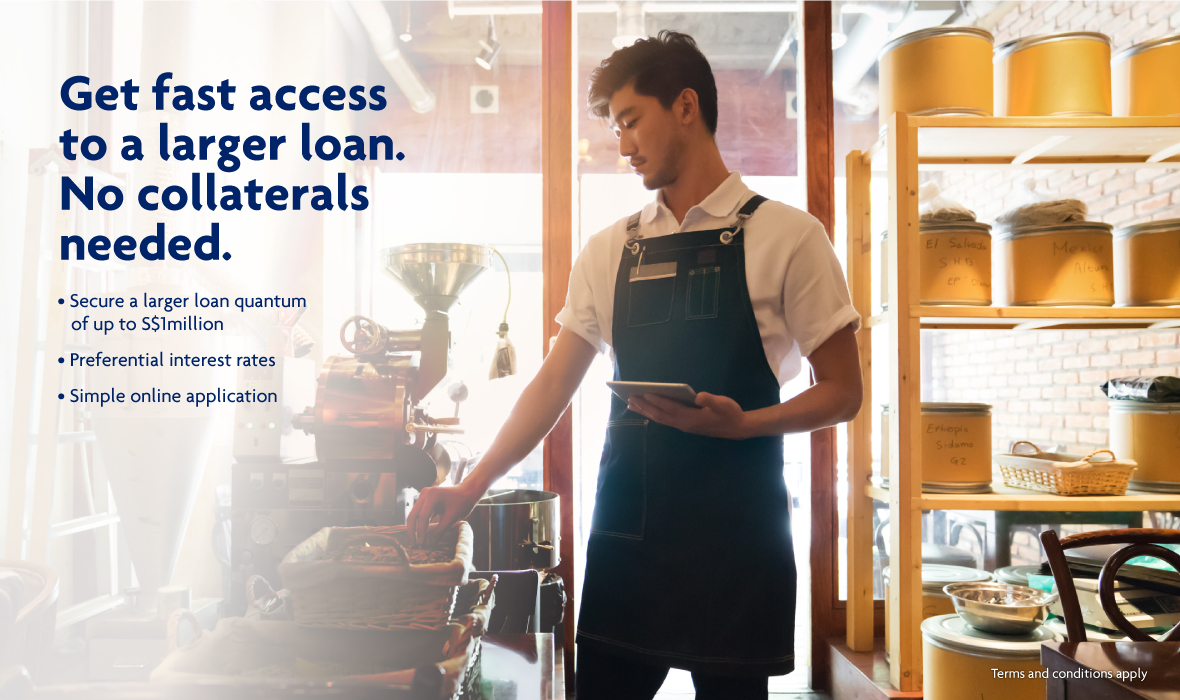 Get fast access
to a larger loan.
No collaterals
needed.
• Secure a larger loan quantum
of up to S$1million
• Preferential interest rates
• Simple online application
El Salvador
S.H.B
Mexico
Ethiopia
Sidamo
G2
Terms and conditions apply